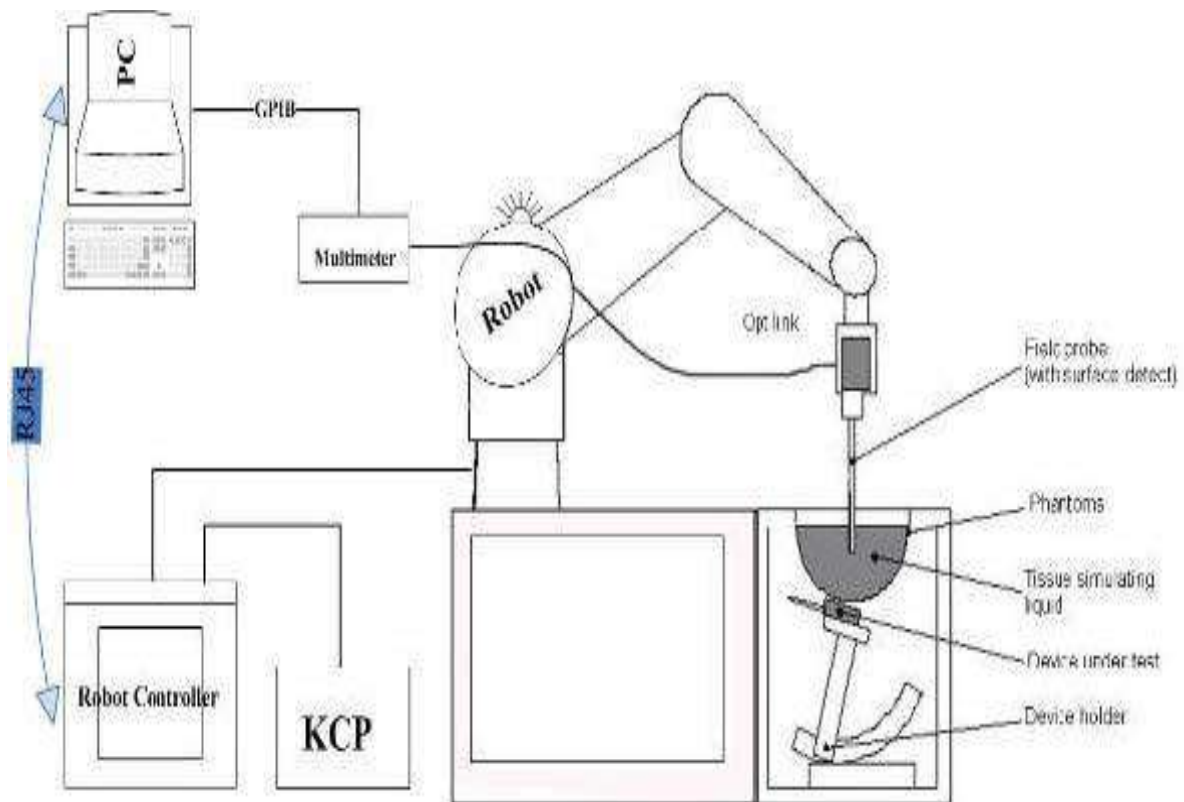 PC
GPIB
Multimeter
Robot
Opt link
Field probe
(with surface detect)
Phantoms
Tissue simulating
liquid
Device under test
Device holder
RJ45
Robot Controller
KCP